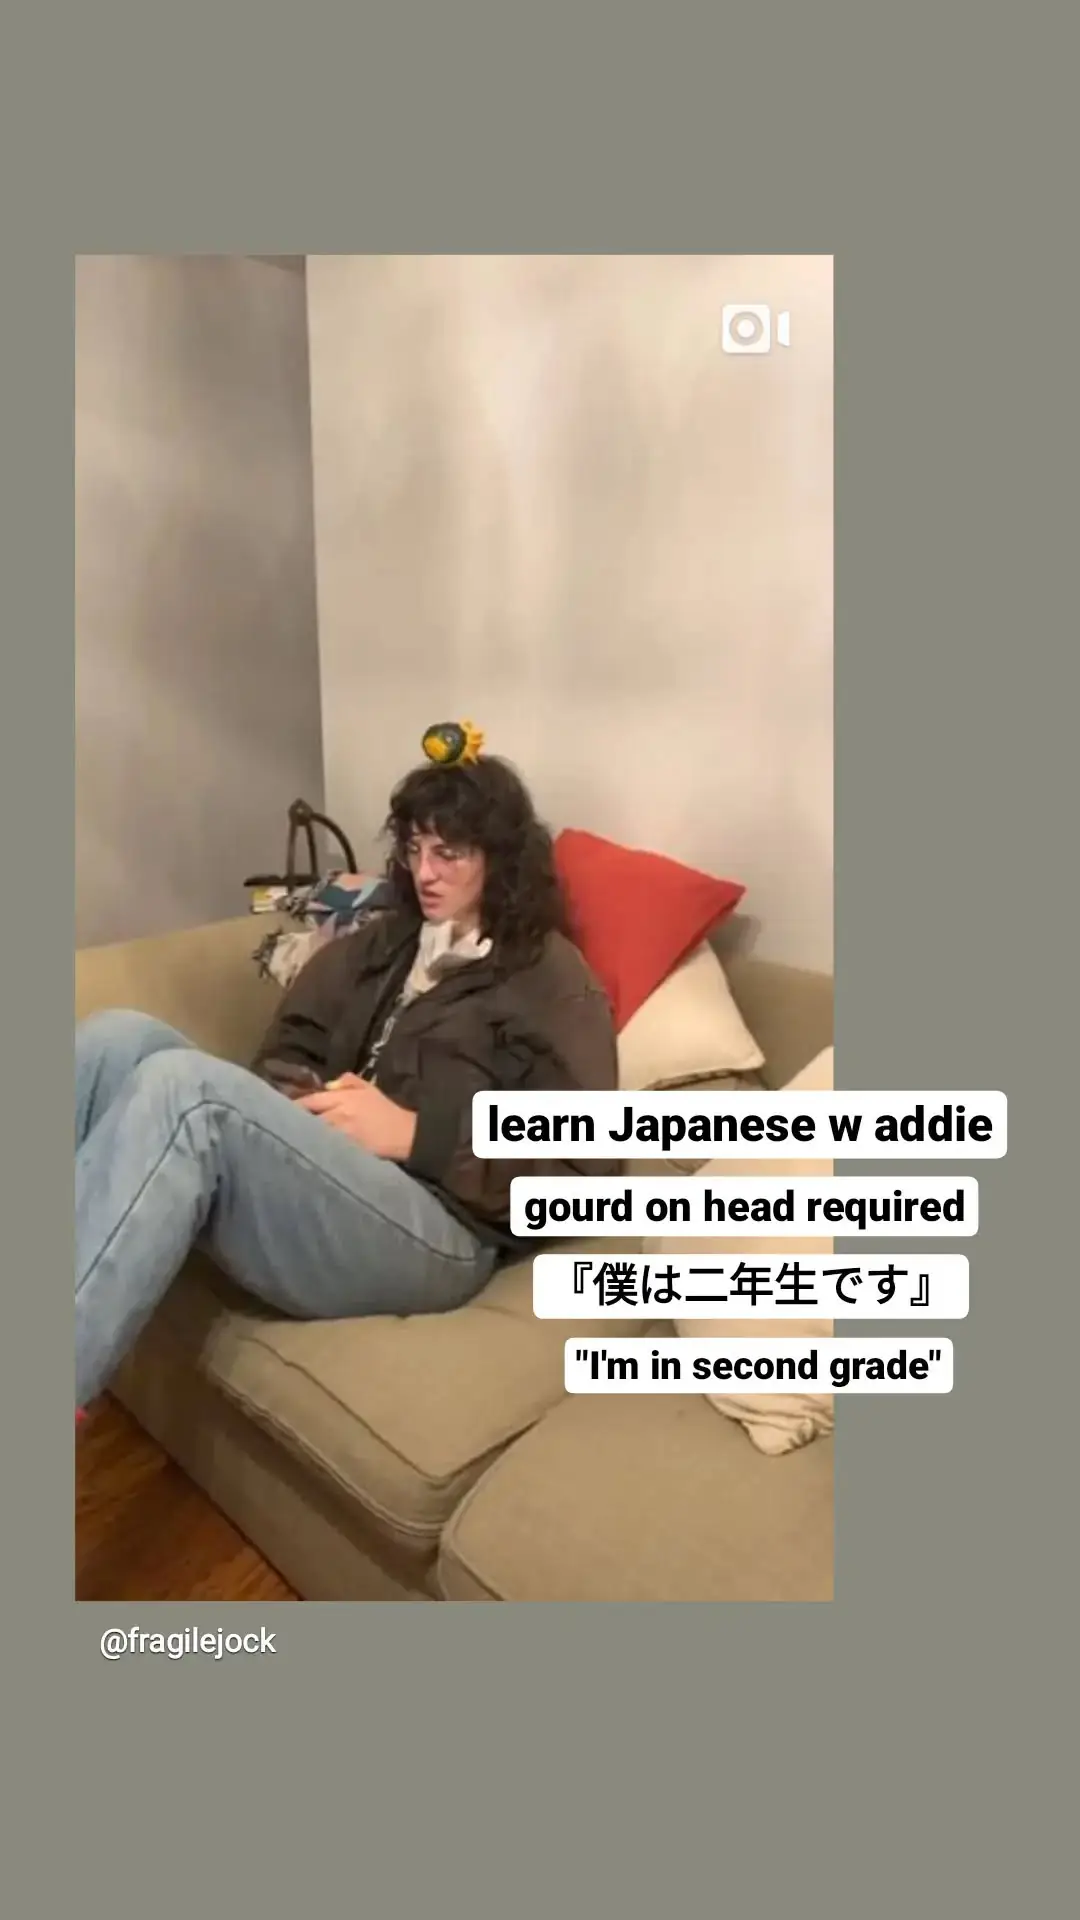 learn Japanese w addie
gourd on head required
『僕は二年生です』
"I'm in second grade"
@fragilejock